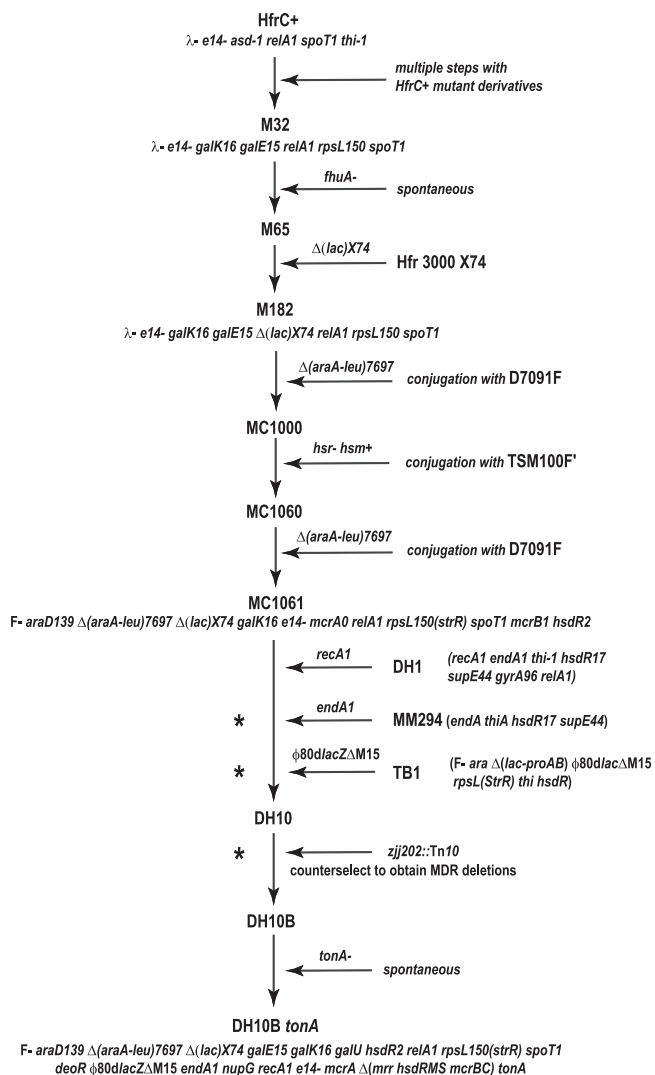 HfrC+
λ- e14- asd-1 relA1 spoT1 thi-1
multiple steps with
HfrC+ mutant derivatives
M32
λ- e14- galK16 galE15 relA1 rpsL150 spoT1
fhuA-
spontaneous
M65
Δ(lac)X74
Hfr 3000 X74
M182
λ- e14- galK16 galE15 Δ(lac)X74 relA1 rpsL150 spoT1
Δ(araA-leu)7697
conjugation with D7091F
MC1000
hsr- hsm+
conjugation with TSM100F'
MC1060
Δ(araA-leu)7697
conjugation with D7091F
MC1061
F- araD139 Δ(araA-leu)7697 Δ(lac)X74 galK16 e14- mcrA0 relA1 rpsL150(strR) spoT1 mcrB1 hsdR2
recA1
DH1 (recA1 endA1 thi-1 hsdR17
supE44 gyrA96 relA1)
* endA1
MM294 (endA thiA hsdR17 supE44)
* ϕ80dlacZΔM15
TB1 (F- ara Δ(lac-proAB) ϕ80dlacΔM15
rpsL(StrR) thi hsdR)
DH10
* zjj202::Tn10
counterselect to obtain MDR deletions
DH10B
tonA-
spontaneous
DH10B tonA
F- araD139 Δ(araA-leu)7697 Δ(lac)X74 galE15 galK16 galU hsdR2 relA1 rpsL150(strR) spoT1
deoR ϕ80dlacZΔM15 endA1 nupG recA1 e14- mcrA Δ(mrr hsdRMS mcrBC) tonA